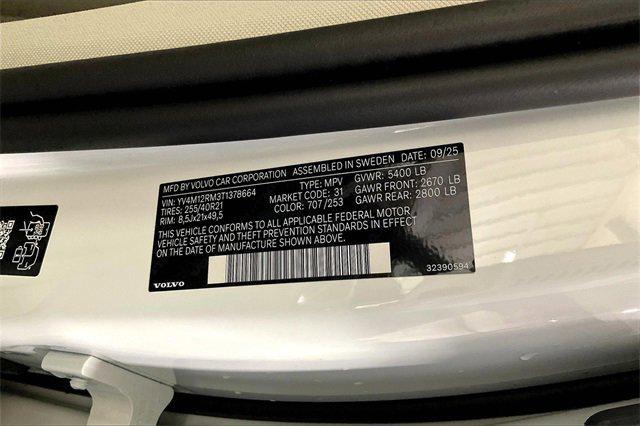 MFD BY VOLVO CAR CORPORATION ASSEMBLED IN SWEDEN DATE: 09/25
VIN: YV4M12RM3T1378664 TYPE: MPV GVWR: 5400 LB
TIRES: 255/40R21 MARKET CODE: 31 GAWR FRONT: 2670 LB
RIM: 8,5Jx21x49,5 COLOR: 707/253 GAWR REAR: 2800 LB
THIS VEHICLE CONFORMS TO ALL APPLICABLE FEDERAL MOTOR
VEHICLE SAFETY AND THEFT PREVENTION STANDARDS IN EFFECT
ON THE DATE OF MANUFACTURE SHOWN ABOVE.
VOLVO 32390594